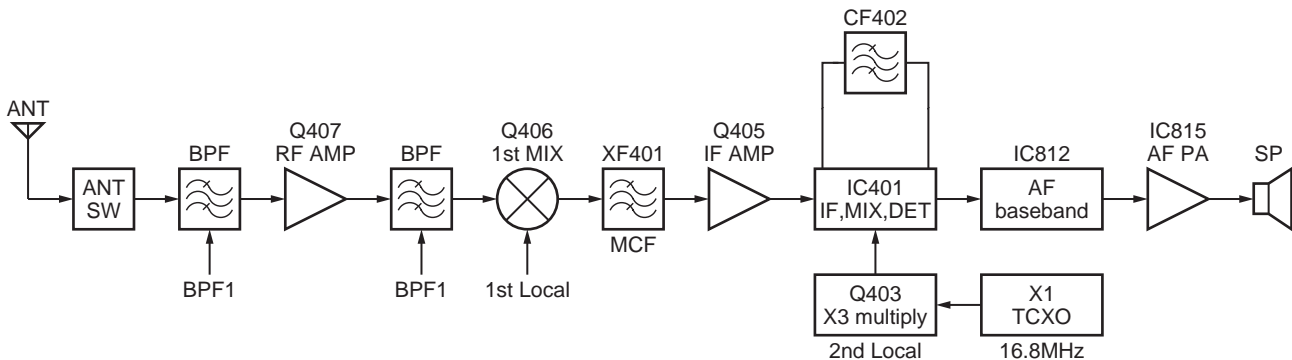 ANT
ANT
SW
BPF
BPF1
Q407
RF AMP
BPF
BPF1
Q406
1st MIX
1st Local
XF401
MCF
Q405
IF AMP
CF402
IC401
IF,MIX,DET
Q403
X3 multiply
2nd Local
X1
TCXO
16.8MHz
IC812
AF
baseband
IC815
AF PA
SP